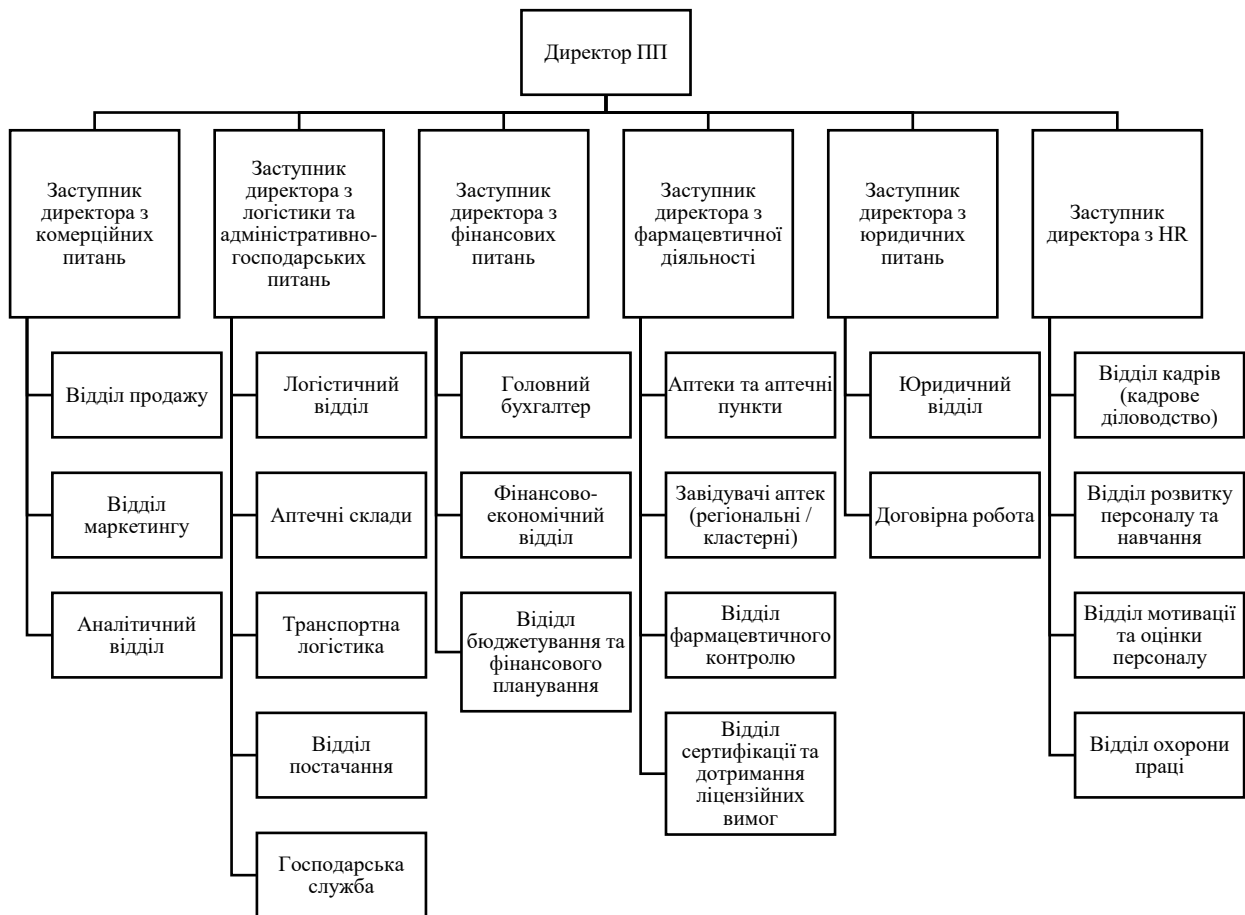 Директор ПП
Заступник
директора з
комерційних
питань
Заступник
директора з
логістики та
адміністративно-
господарських
питань
Заступник
директора з
фінансових
питань
Заступник
директора з
фармацевтичної
діяльності
Заступник
директора з
юридичних
питань
Заступник
директора з HR
Відділ продажу
Відділ
маркетингу
Аналітичний
відділ
Логістичний
відділ
Аптечні склади
Транспортна
логістика
Відділ
постачання
Господарська
служба
Головний
бухгалтер
Фінансово-
економічний
відділ
Відідл
бюджетування та
фінансового
планування
Аптеки та аптечні
пункти
Завідувачі аптек
(регіональні /
кластерні)
Відділ
фармацевтичного
контролю
Відділ
сертифікації та
дотримання
ліцензійних
вимог
Юридичний
відділ
Договірна робота
Відділ кадрів
(кадрове
діловодство)
Відділ розвитку
персоналу та
навчання
Відділ мотивації
та оцінки
персоналу
Відділ охорони
праці